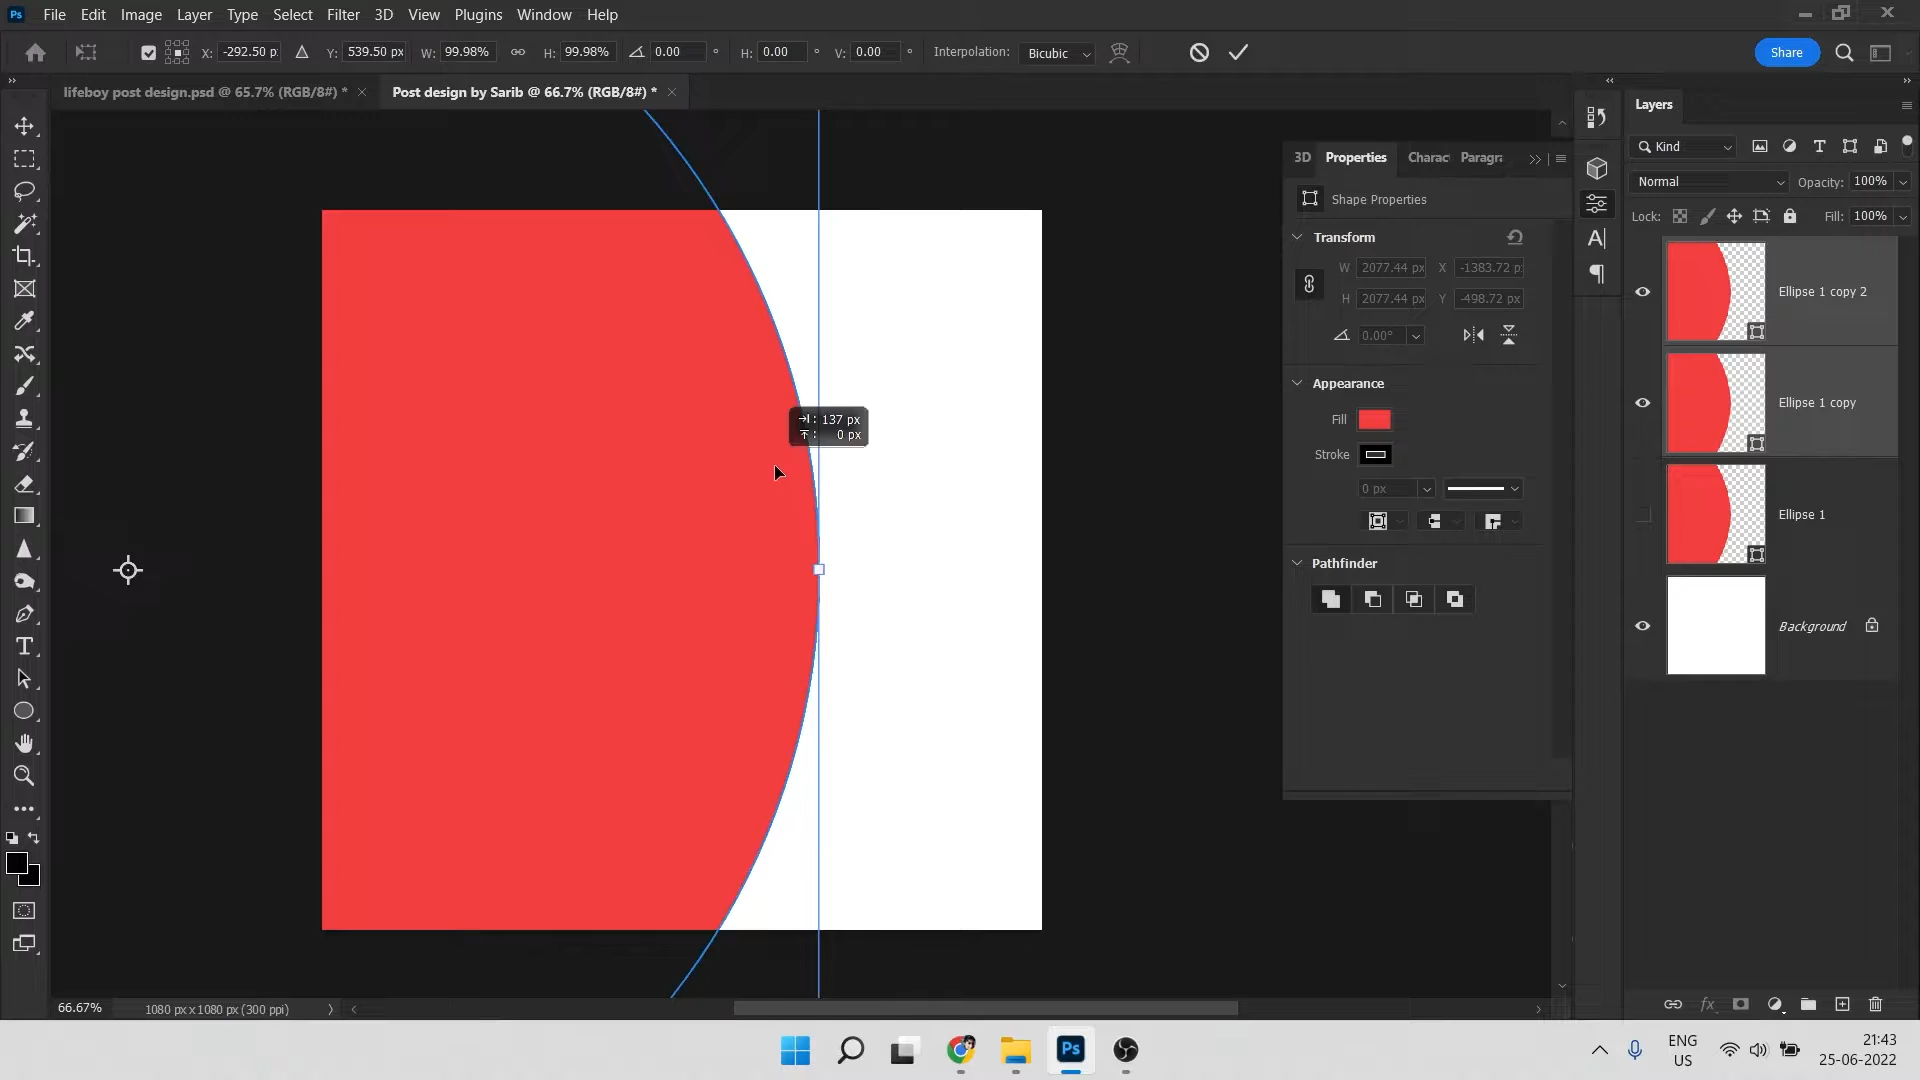 Ps File Edit Image Layer Type Select Filter 3D View Plugins Window Help
X: -292.50 p Y: 539.50 px W: 99.98% H: 99.98% 0.00 ° H: 0.00 ° V: 0.00 ° Interpolation: Bicubic Share
lifeboy post design.psd @ 65.7% (RGB/8#) * Post design by Sarib @ 66.7% (RGB/8#) *
Layers
Kind
Normal Opacity: 100%
Lock: Fill: 100%
Ellipse 1 copy 2
Ellipse 1 copy
Ellipse 1
Background
3D Properties Charac Paragra
Shape Properties
Transform
W 2077.44 px X -1383.72 p
H 2077.44 px Y -498.72 px
0.00°
Appearance
Fill
Stroke
0 px
Pathfinder
: 137 px
: 0 px
66.67% 1080 px x 1080 px (300 ppi)
Ps
ENG
US
21:43
25-06-2022